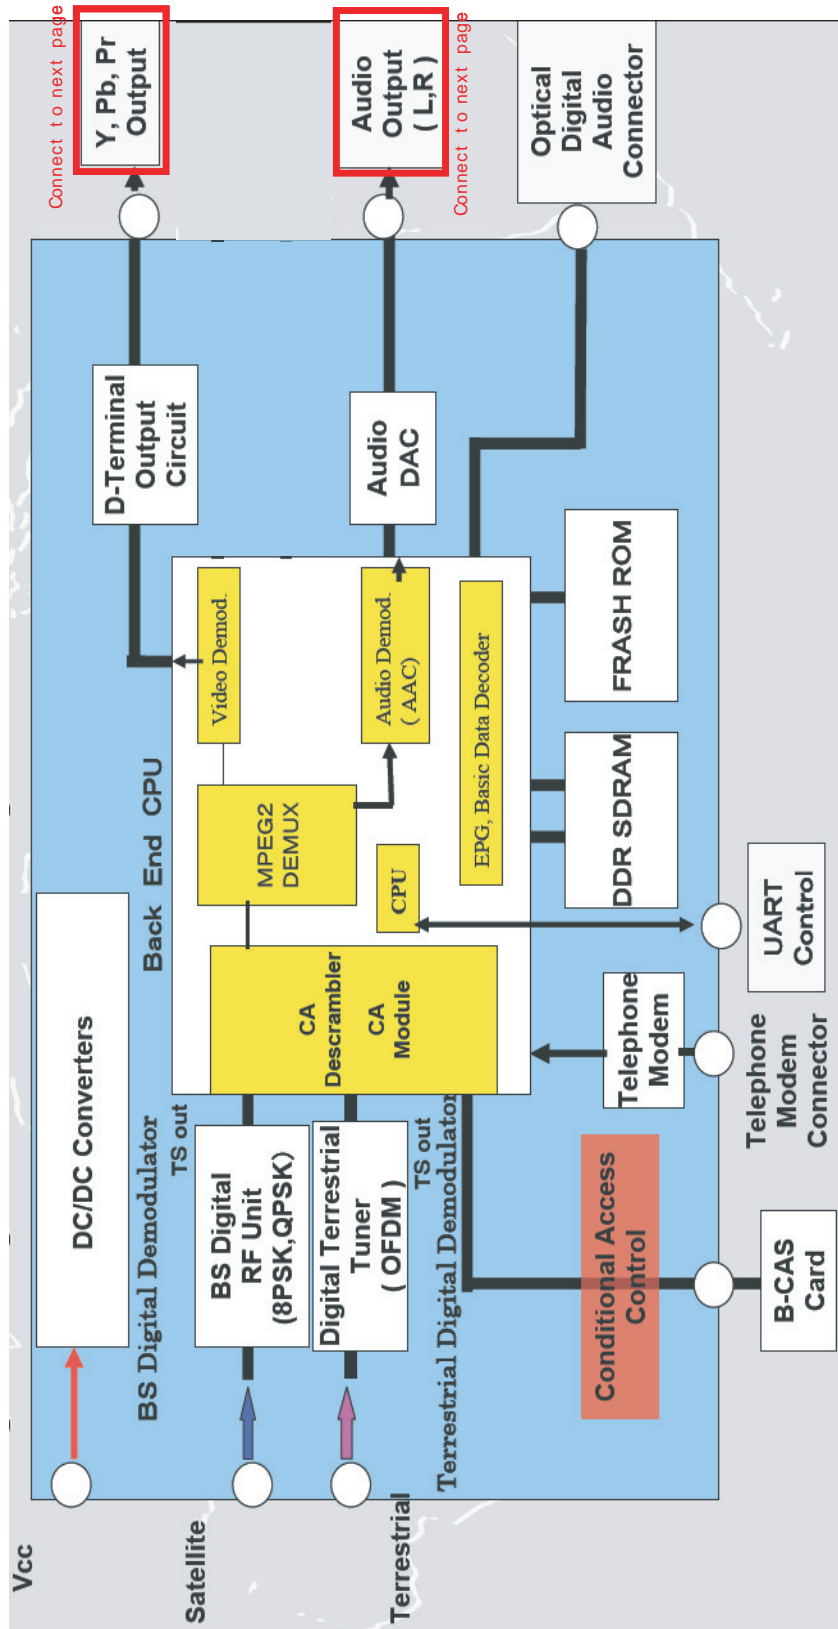 Vcc
DC/DC Converters
BS Digital Demodulator
TS out
Satellite
BS Digital
RF Unit
(8PSK,QPSK)
Terrestrial
Digital Terrestrial
Tuner
( OFDM )
TS out
Terrestrial Digital Demodulator
Conditional Access
Control
B-CAS
Card
Back End CPU
CA
Descrambler
CA
Module
MPEG2
DEMUX
CPU
Video Demod.
Audio Demod.
( AAC)
EPG, Basic Data Decoder
Telephone
Modem
Telephone
Modem
Connector
UART
Control
DDR SDRAM
FRASH ROM
D-Terminal
Output
Circuit
Audio
DAC
Connect to next page
Y, Pb, Pr
Output
Audio
Output
( L,R )
Connect to next page
Optical
Digital
Audio
Connector